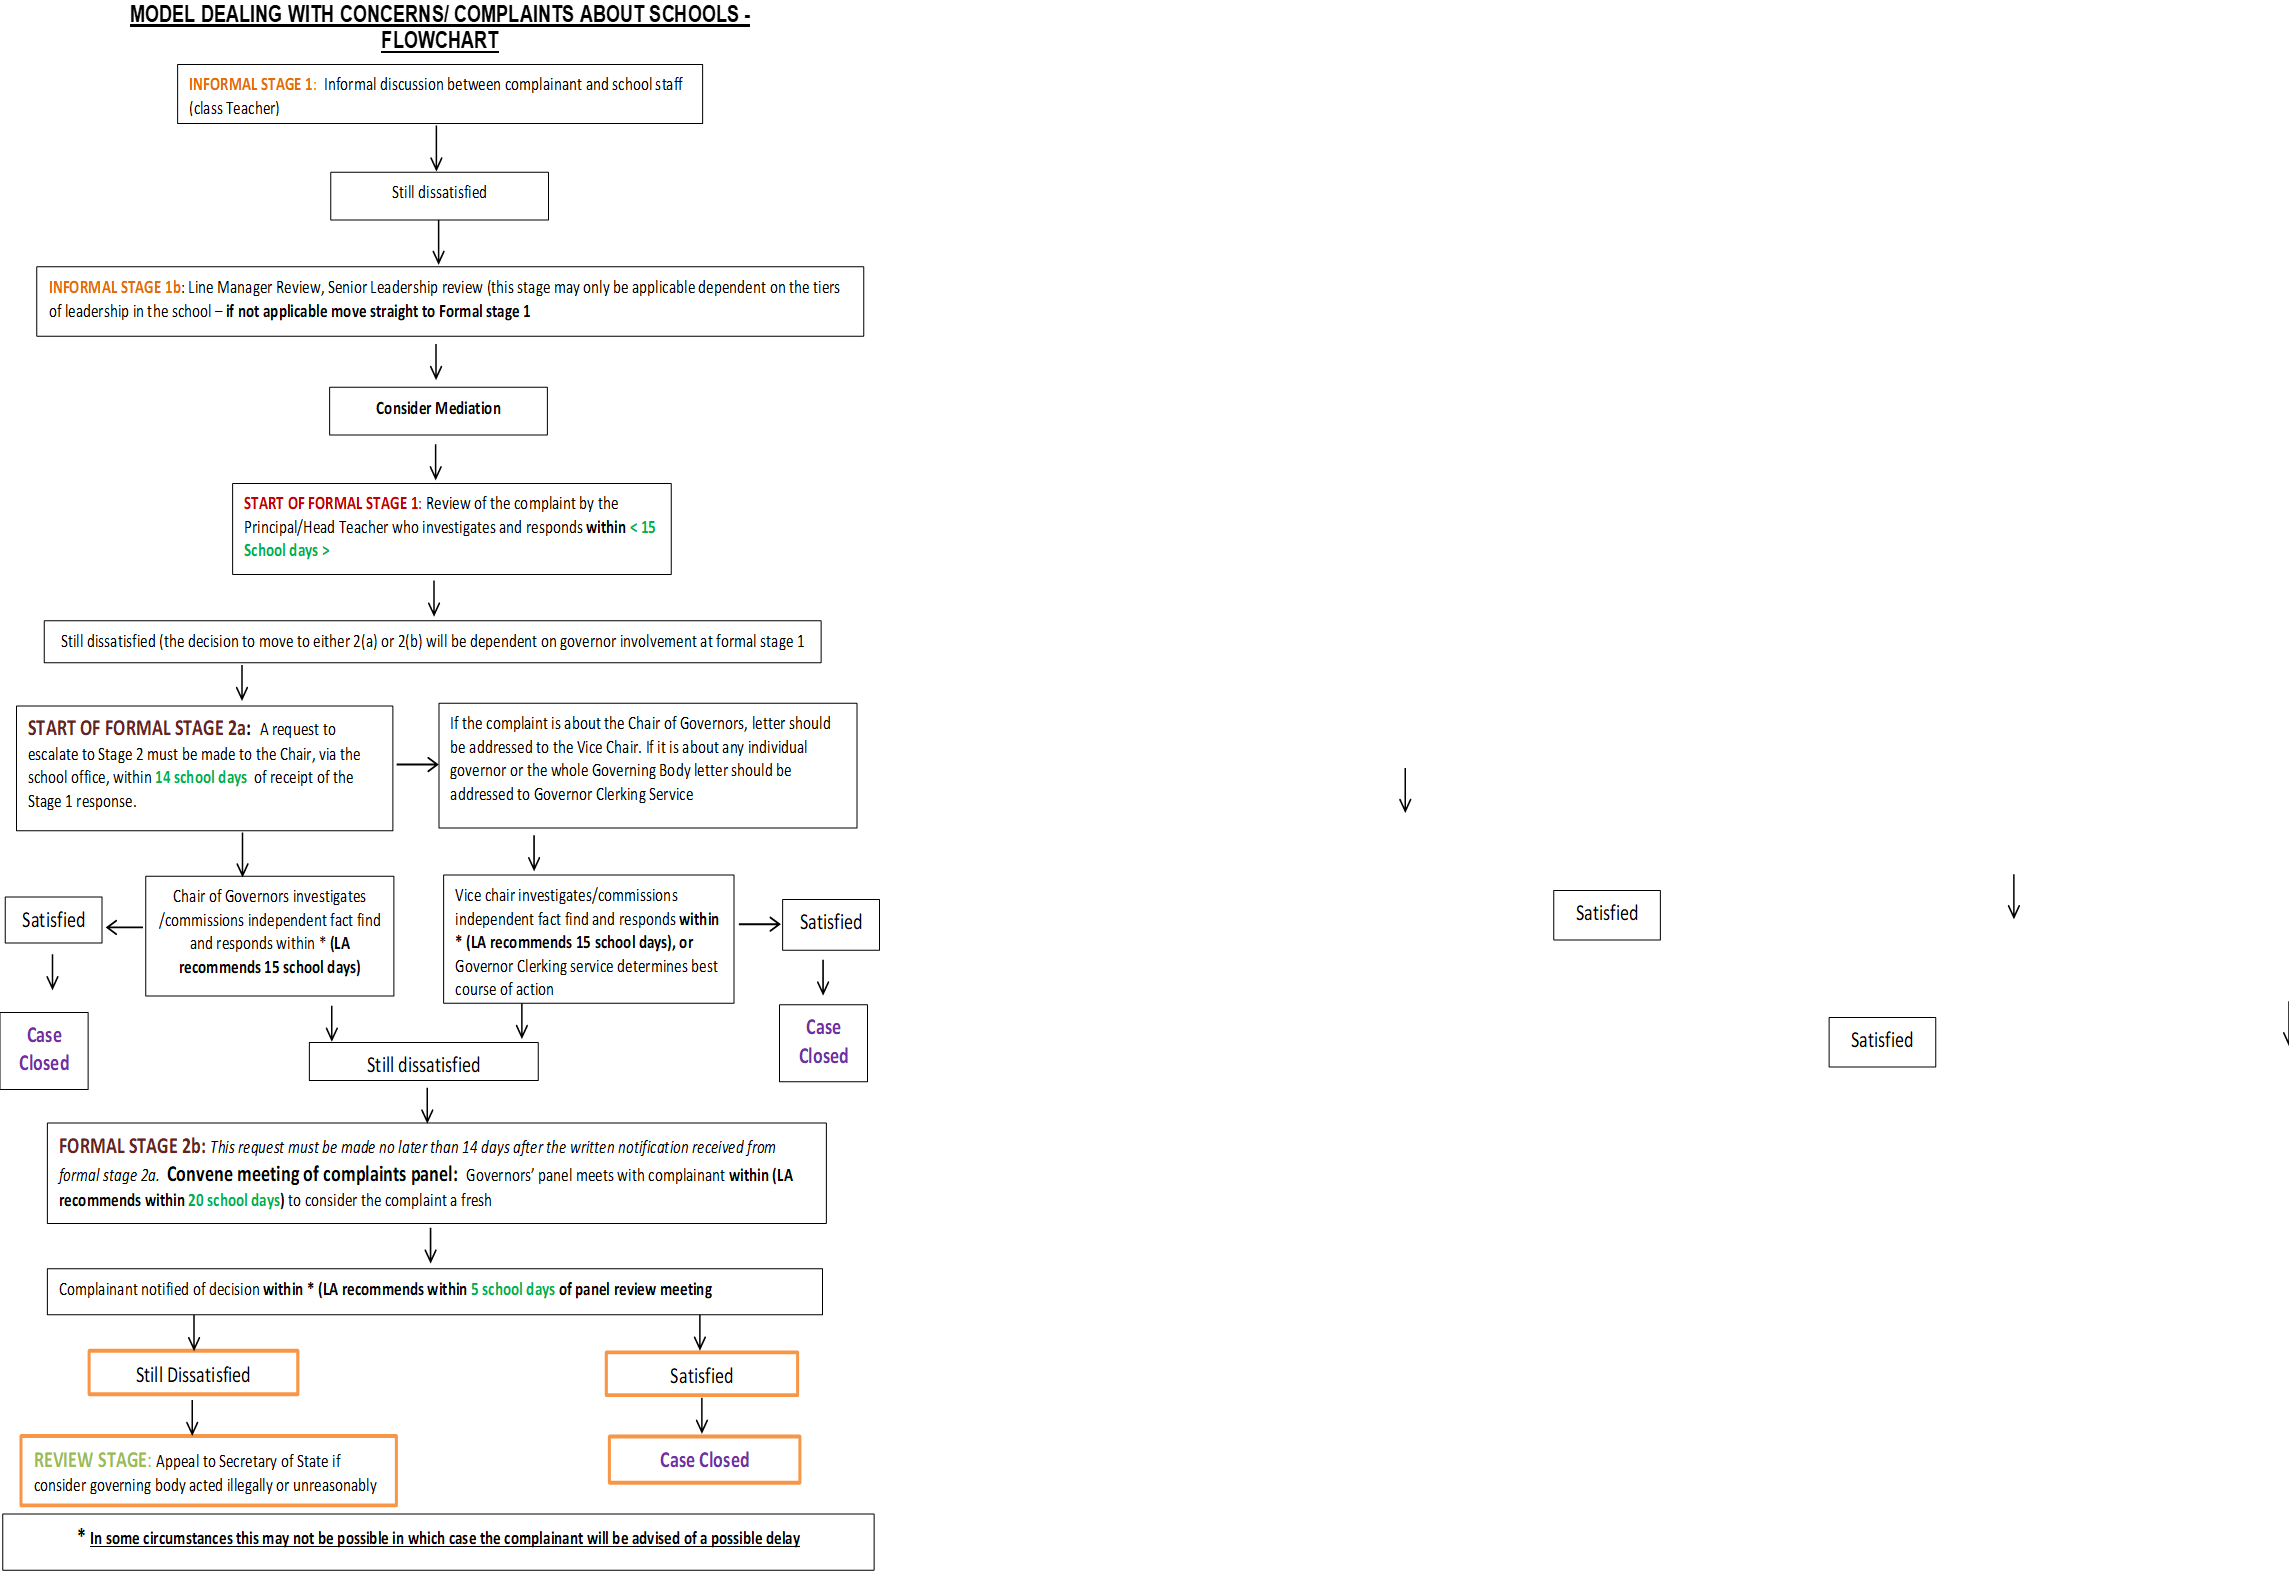 MODEL DEALING WITH CONCERNS/ COMPLAINTS ABOUT SCHOOLS -
FLOWCHART
INFORMAL STAGE 1: Informal discussion between complainant and school staff
(class Teacher)
Still dissatisfied
INFORMAL STAGE 1b: Line Manager Review, Senior Leadership review (this stage may only be applicable dependent on the tiers
of leadership in the school – if not applicable move straight to Formal stage 1
Consider Mediation
START OF FORMAL STAGE 1: Review of the complaint by the
Principal/Head Teacher who investigates and responds within < 15
School days >
Still dissatisfied (the decision to move to either 2(a) or 2(b) will be dependent on governor involvement at formal stage 1
START OF FORMAL STAGE 2a: A request to
escalate to Stage 2 must be made to the Chair, via the
school office, within 14 school days of receipt of the
Stage 1 response.
If the complaint is about the Chair of Governors, letter should
be addressed to the Vice Chair. If it is about any individual
governor or the whole Governing Body letter should be
addressed to Governor Clerking Service
Satisfied
Chair of Governors investigates
/commissions independent fact find
and responds within * (LA
recommends 15 school days)
Vice chair investigates/commissions
independent fact find and responds within
* (LA recommends 15 school days), or
Governor Clerking service determines best
course of action
Satisfied
Satisfied
Case
Closed
Case
Closed
Satisfied
Still dissatisfied
FORMAL STAGE 2b: This request must be made no later than 14 days after the written notification received from
formal stage 2a. Convene meeting of complaints panel: Governors’ panel meets with complainant within (LA
recommends within 20 school days) to consider the complaint a fresh
Complainant notified of decision within * (LA recommends within 5 school days of panel review meeting
Still Dissatisfied
Satisfied
REVIEW STAGE: Appeal to Secretary of State if
consider governing body acted illegally or unreasonably
Case Closed
* In some circumstances this may not be possible in which case the complainant will be advised of a possible delay